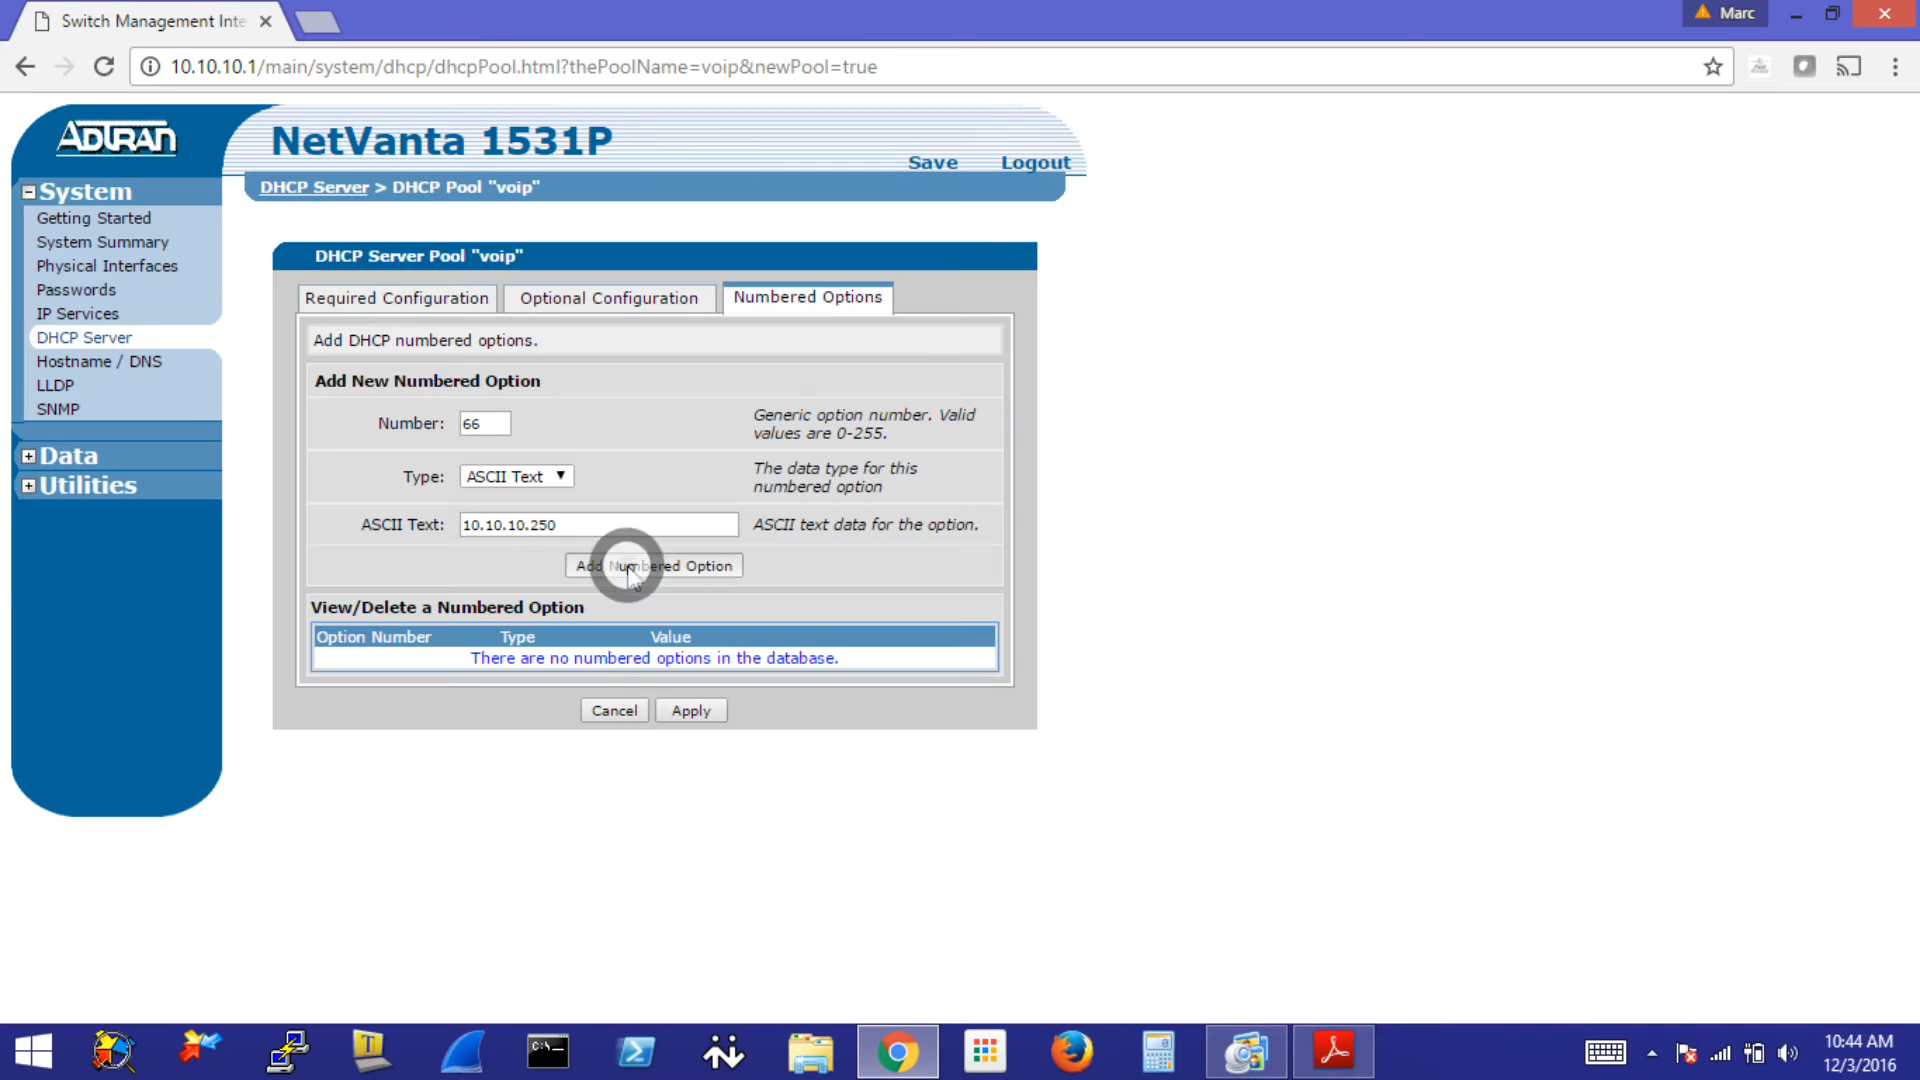 Switch Management Inte
Marc
10.10.10.1/main/system/dhcp/dhcpPool.html?thePoolName=voip&newPool=true
ADTRAN
NetVanta 1531P
Save Logout
DHCP Server > DHCP Pool "voip"
System
Getting Started
System Summary
Physical Interfaces
Passwords
IP Services
DHCP Server
Hostname / DNS
LLDP
SNMP
Data
Utilities
DHCP Server Pool "voip"
Required Configuration Optional Configuration Numbered Options
Add DHCP numbered options.
Add New Numbered Option
Number: 66 Generic option number. Valid
values are 0-255.
Type: ASCII Text The data type for this
numbered option
ASCII Text: 10.10.10.250 ASCII text data for the option.
Add Numbered Option
View/Delete a Numbered Option
Option Number Type Value
There are no numbered options in the database.
Cancel Apply
10:44 AM
12/3/2016